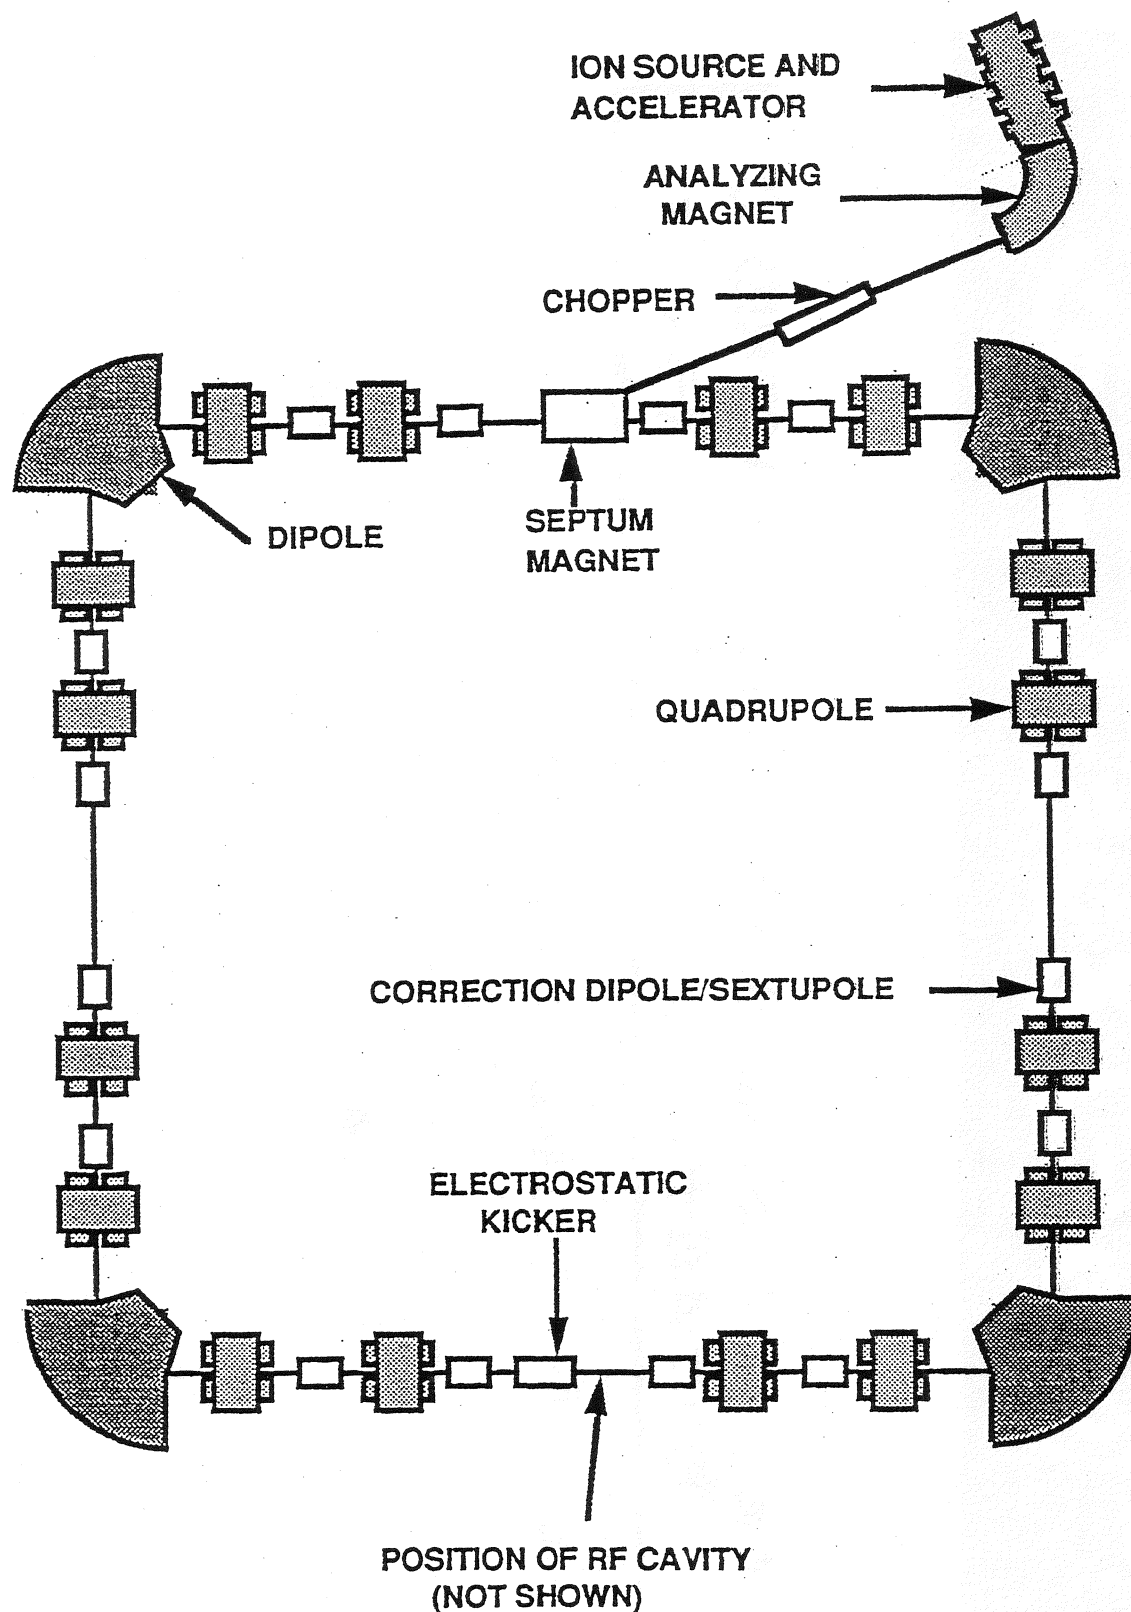 ION SOURCE AND
ACCELERATOR
ANALYZING
MAGNET
CHOPPER
DIPOLE
SEPTUM
MAGNET
QUADRUPOLE
CORRECTION DIPOLE/SEXTUPOLE
ELECTROSTATIC
KICKER
POSITION OF RF CAVITY
(NOT SHOWN)